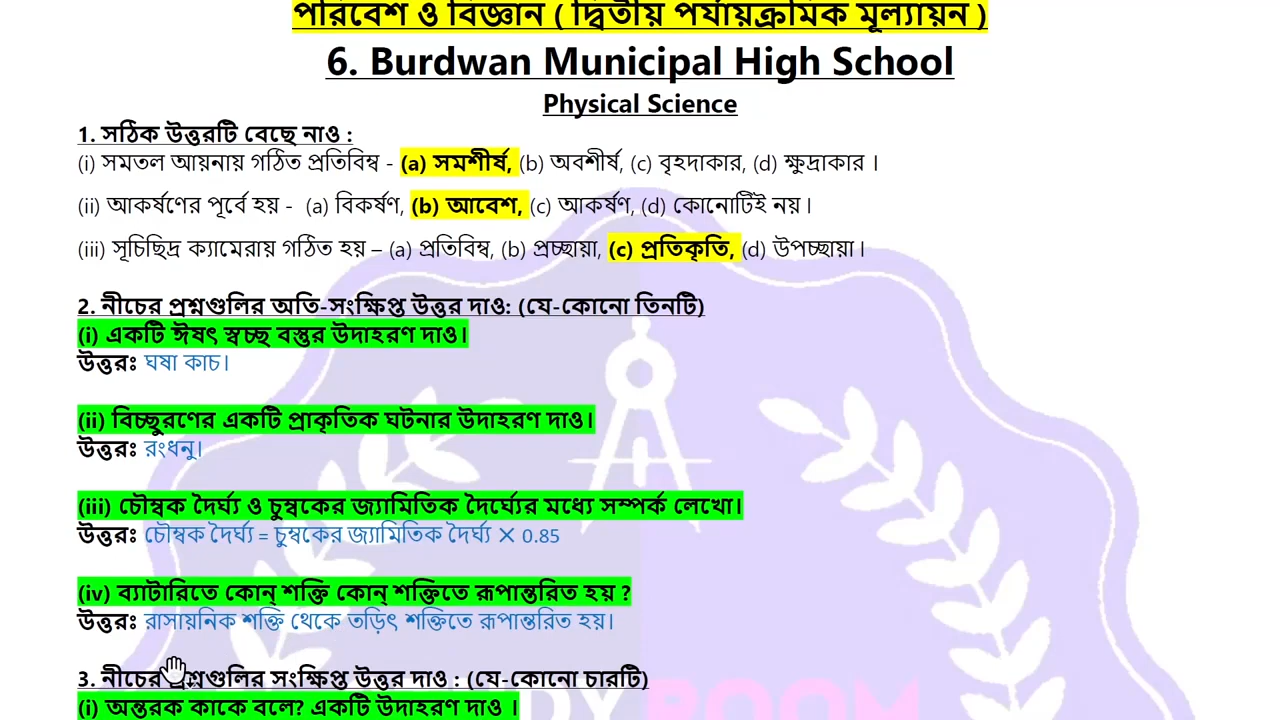 পরিবেশ ও বিজ্ঞান ( দ্বিতীয় পর্যায়ক্রমিক মূল্যায়ন )
6. Burdwan Municipal High School
Physical Science
1. সঠিক উত্তরটি বেছে নাও :
(i) সমতল আয়নায় গঠিত প্রতিবিম্ব - (a) সমশীর্ষ, (b) অবশীর্ষ, (c) বৃহদাকার, (d) ক্ষুদ্রাকার ।
(ii) আকর্ষণের পূর্বে হয় - (a) বিকর্ষণ, (b) আবেশ, (c) আকর্ষণ, (d) কোনোটিই নয় ।
(iii) সূচিছিদ্র ক্যামেরায় গঠিত হয় – (a) প্রতিবিম্ব, (b) প্রচ্ছায়া, (c) প্রতিকৃতি, (d) উপচ্ছায়া ।
2. নীচের প্রশ্নগুলির অতি-সংক্ষিপ্ত উত্তর দাও: (যে-কোনো তিনটি)
(i) একটি ঈষৎ স্বচ্ছ বস্তুর উদাহরণ দাও।
উত্তরঃ ঘষা কাচ।
(ii) বিচ্ছুরণের একটি প্রাকৃতিক ঘটনার উদাহরণ দাও।
উত্তরঃ রংধনু।
(iii) চৌম্বক দৈর্ঘ্য ও চুম্বকের জ্যামিতিক দৈর্ঘ্যের মধ্যে সম্পর্ক লেখো।
উত্তরঃ চৌম্বক দৈর্ঘ্য = চুম্বকের জ্যামিতিক দৈর্ঘ্য × 0.85
(iv) ব্যাটারিতে কোন্ শক্তি কোন্ শক্তিতে রূপান্তরিত হয় ?
উত্তরঃ রাসায়নিক শক্তি থেকে তড়িৎ শক্তিতে রূপান্তরিত হয়।
3. নীচের প্রশ্নগুলির সংক্ষিপ্ত উত্তর দাও : (যে-কোনো চারটি)
(i) অন্তরক কাকে বলে? একটি উদাহরণ দাও ।